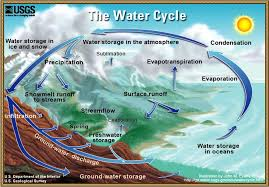 USGS
The Water Cycle
Water storage in
ice and snow
Water storage in the atmosphere
Condensation
Sublimation
Precipitation
Evapotranspiration
Evaporation
Snowmelt runoff
to streams
Surface runoff
Streamflow
Evaporation
Infiltration
Spring
Freshwater
storage
Ground-water discharge
Water storage
in oceans
Ground-water storage
U.S. Department of the Interior
U.S. Geological Survey